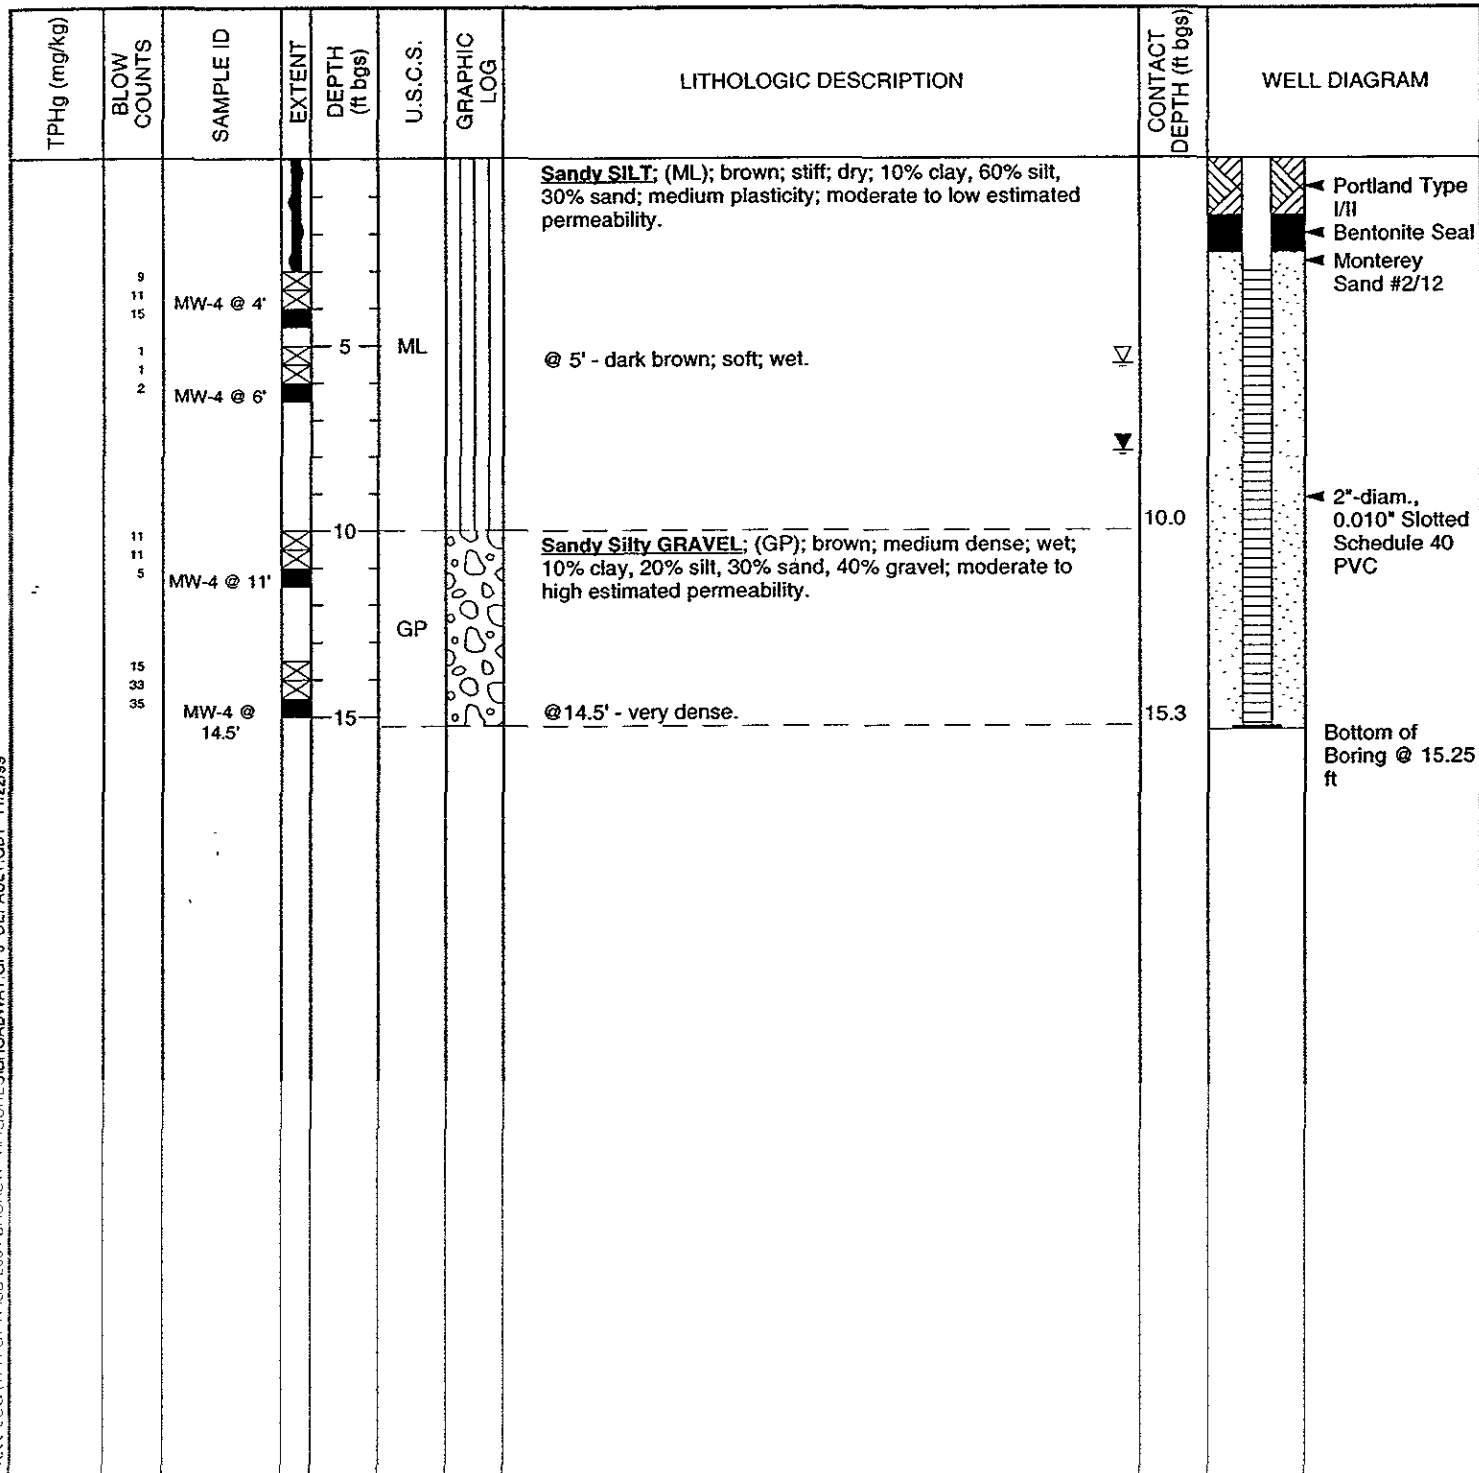 TPHg (mg/kg)
BLOW
COUNTS
SAMPLE ID
EXTENT
DEPTH
(ft bgs)
U.S.C.S.
GRAPHIC
LOG
LITHOLOGIC DESCRIPTION
CONTACT
DEPTH (ft bgs)
WELL DIAGRAM
Sandy SILT; (ML); brown; stiff; dry; 10% clay, 60% silt,
30% sand; medium plasticity; moderate to low estimated
permeability.
Portland Type
I/II
Bentonite Seal
Monterey
Sand #2/12
9
11
15
MW-4 @ 4'
1
1
2
5
ML
@ 5' - dark brown; soft; wet.
MW-4 @ 6'
2"-diam.,
0.010" Slotted
Schedule 40
PVC
10
10.0
11
11
5
MW-4 @ 11'
Sandy Silty GRAVEL; (GP); brown; medium dense; wet;
10% clay, 20% silt, 30% sand, 40% gravel; moderate to
high estimated permeability.
GP
15
33
35
MW-4 @
14.5'
15
@14.5' - very dense.
15.3
Bottom of
Boring @ 15.25
ft